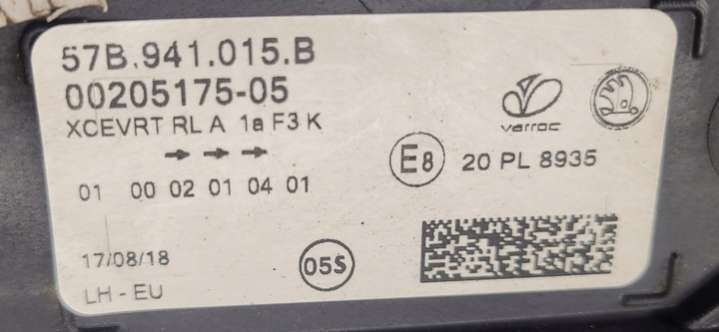 57B.941.015.B
00205175-05
XCEVRT RL A 1a F3 K
varroc
E8 20 PL 8935
01 00 02 01 04 01
17/08/18
05S
LH - EU